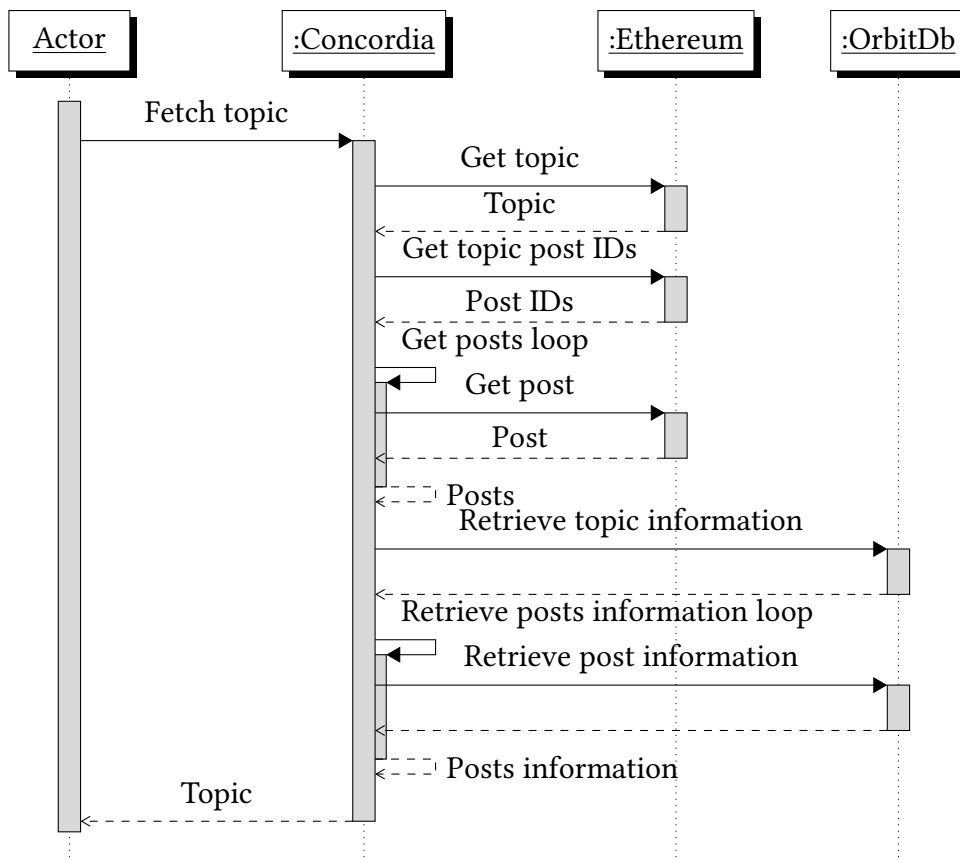 Actor
:Concordia
:Ethereum
:OrbitDb
Fetch topic
Get topic
Topic
Get topic post IDs
Post IDs
Get posts loop
Get post
Post
Posts
Retrieve topic information
Retrieve posts information loop
Retrieve post information
Posts information
Topic